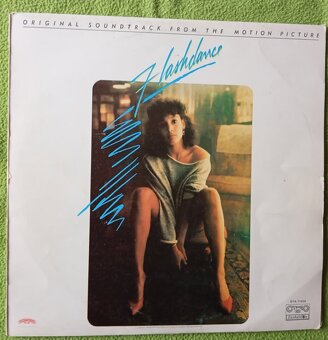 ORIGINAL SOUNDTRACK FROM THE MOTION PICTURE
Flashdance